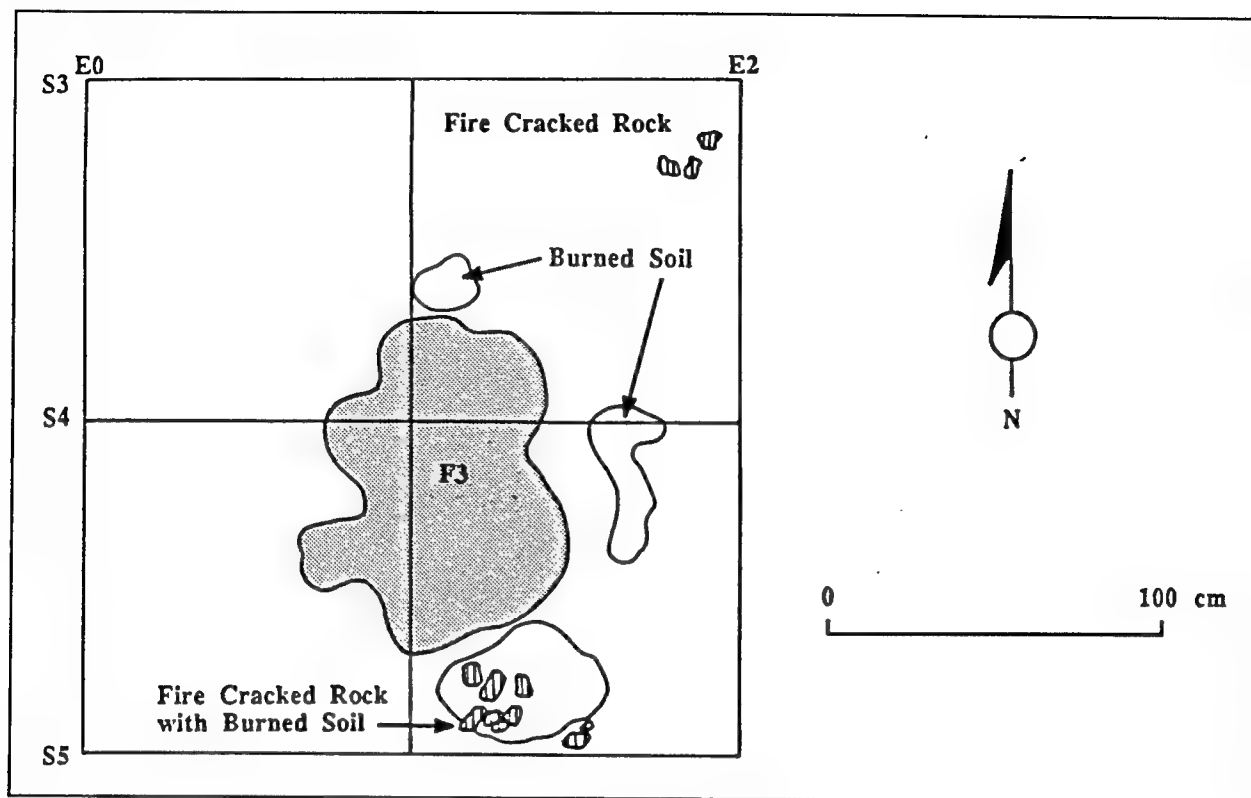 E0 E2
S3
Fire Cracked Rock
Burned Soil
S4
F3
N
0 100 cm
Fire Cracked Rock
with Burned Soil
S5